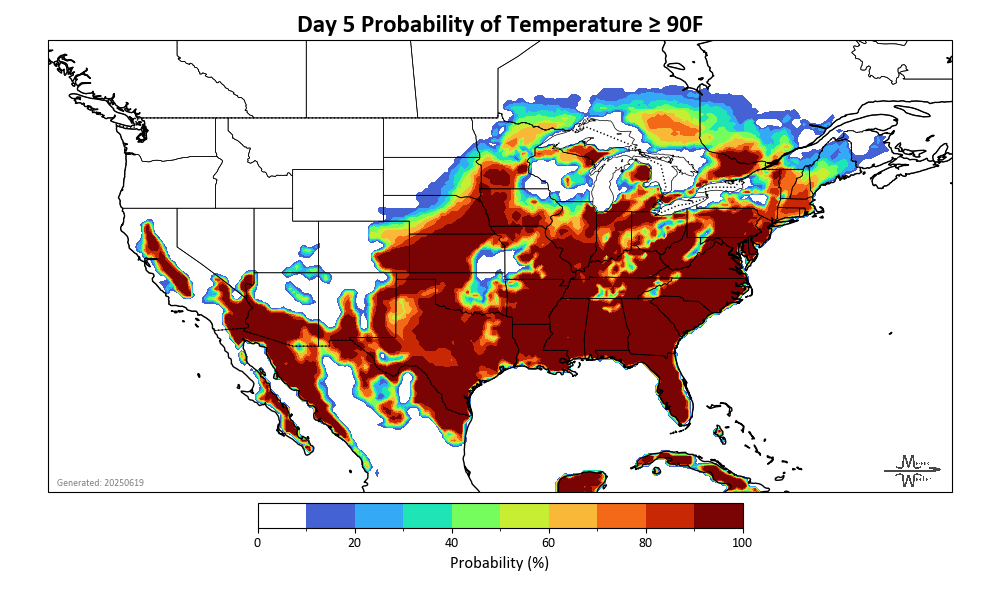 Day 5 Probability of Temperature ≥ 90F
Generated: 20250619
0 20 40 60 80 100
Probability (%)